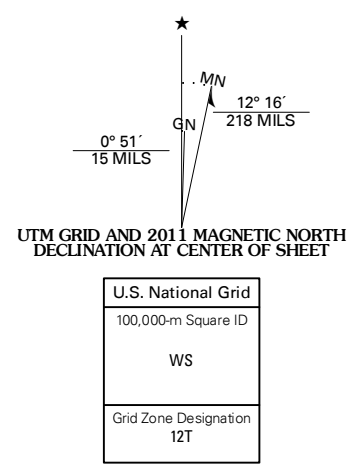 ★
MN
12° 16´
218 MILS
GN
0° 51´
15 MILS
UTM GRID AND 2011 MAGNETIC NORTH
DECLINATION AT CENTER OF SHEET
U.S. National Grid
100,000-m Square ID
WS
Grid Zone Designation
12T